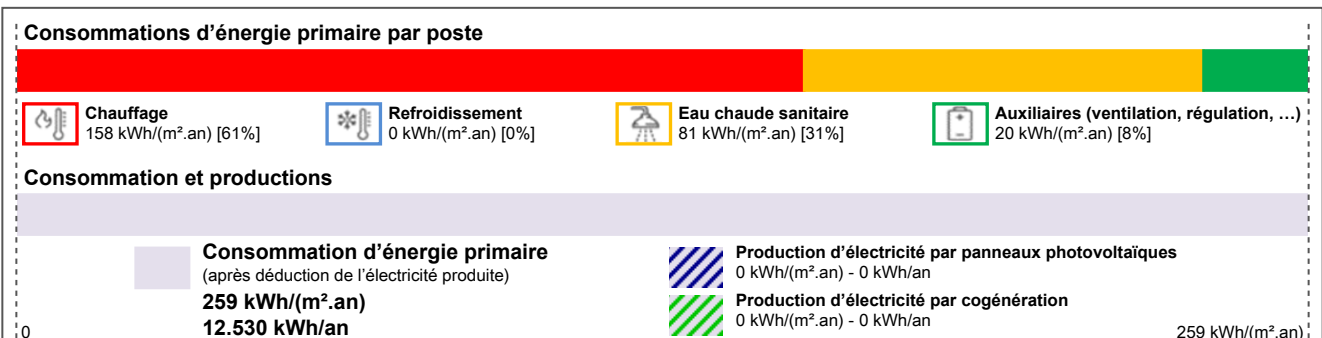 Consommations d’énergie primaire par poste
Chauffage
158 kWh/(m².an) [61%]
Refroidissement
0 kWh/(m².an) [0%]
Eau chaude sanitaire
81 kWh/(m².an) [31%]
Auxiliaires (ventilation, régulation, …)
20 kWh/(m².an) [8%]
Consommation et productions
Consommation d’énergie primaire
(après déduction de l’électricité produite)
259 kWh/(m².an)
12.530 kWh/an
Production d’électricité par panneaux photovoltaïques
0 kWh/(m².an) - 0 kWh/an
Production d’électricité par cogénération
0 kWh/(m².an) - 0 kWh/an
0
259 kWh/(m².an)